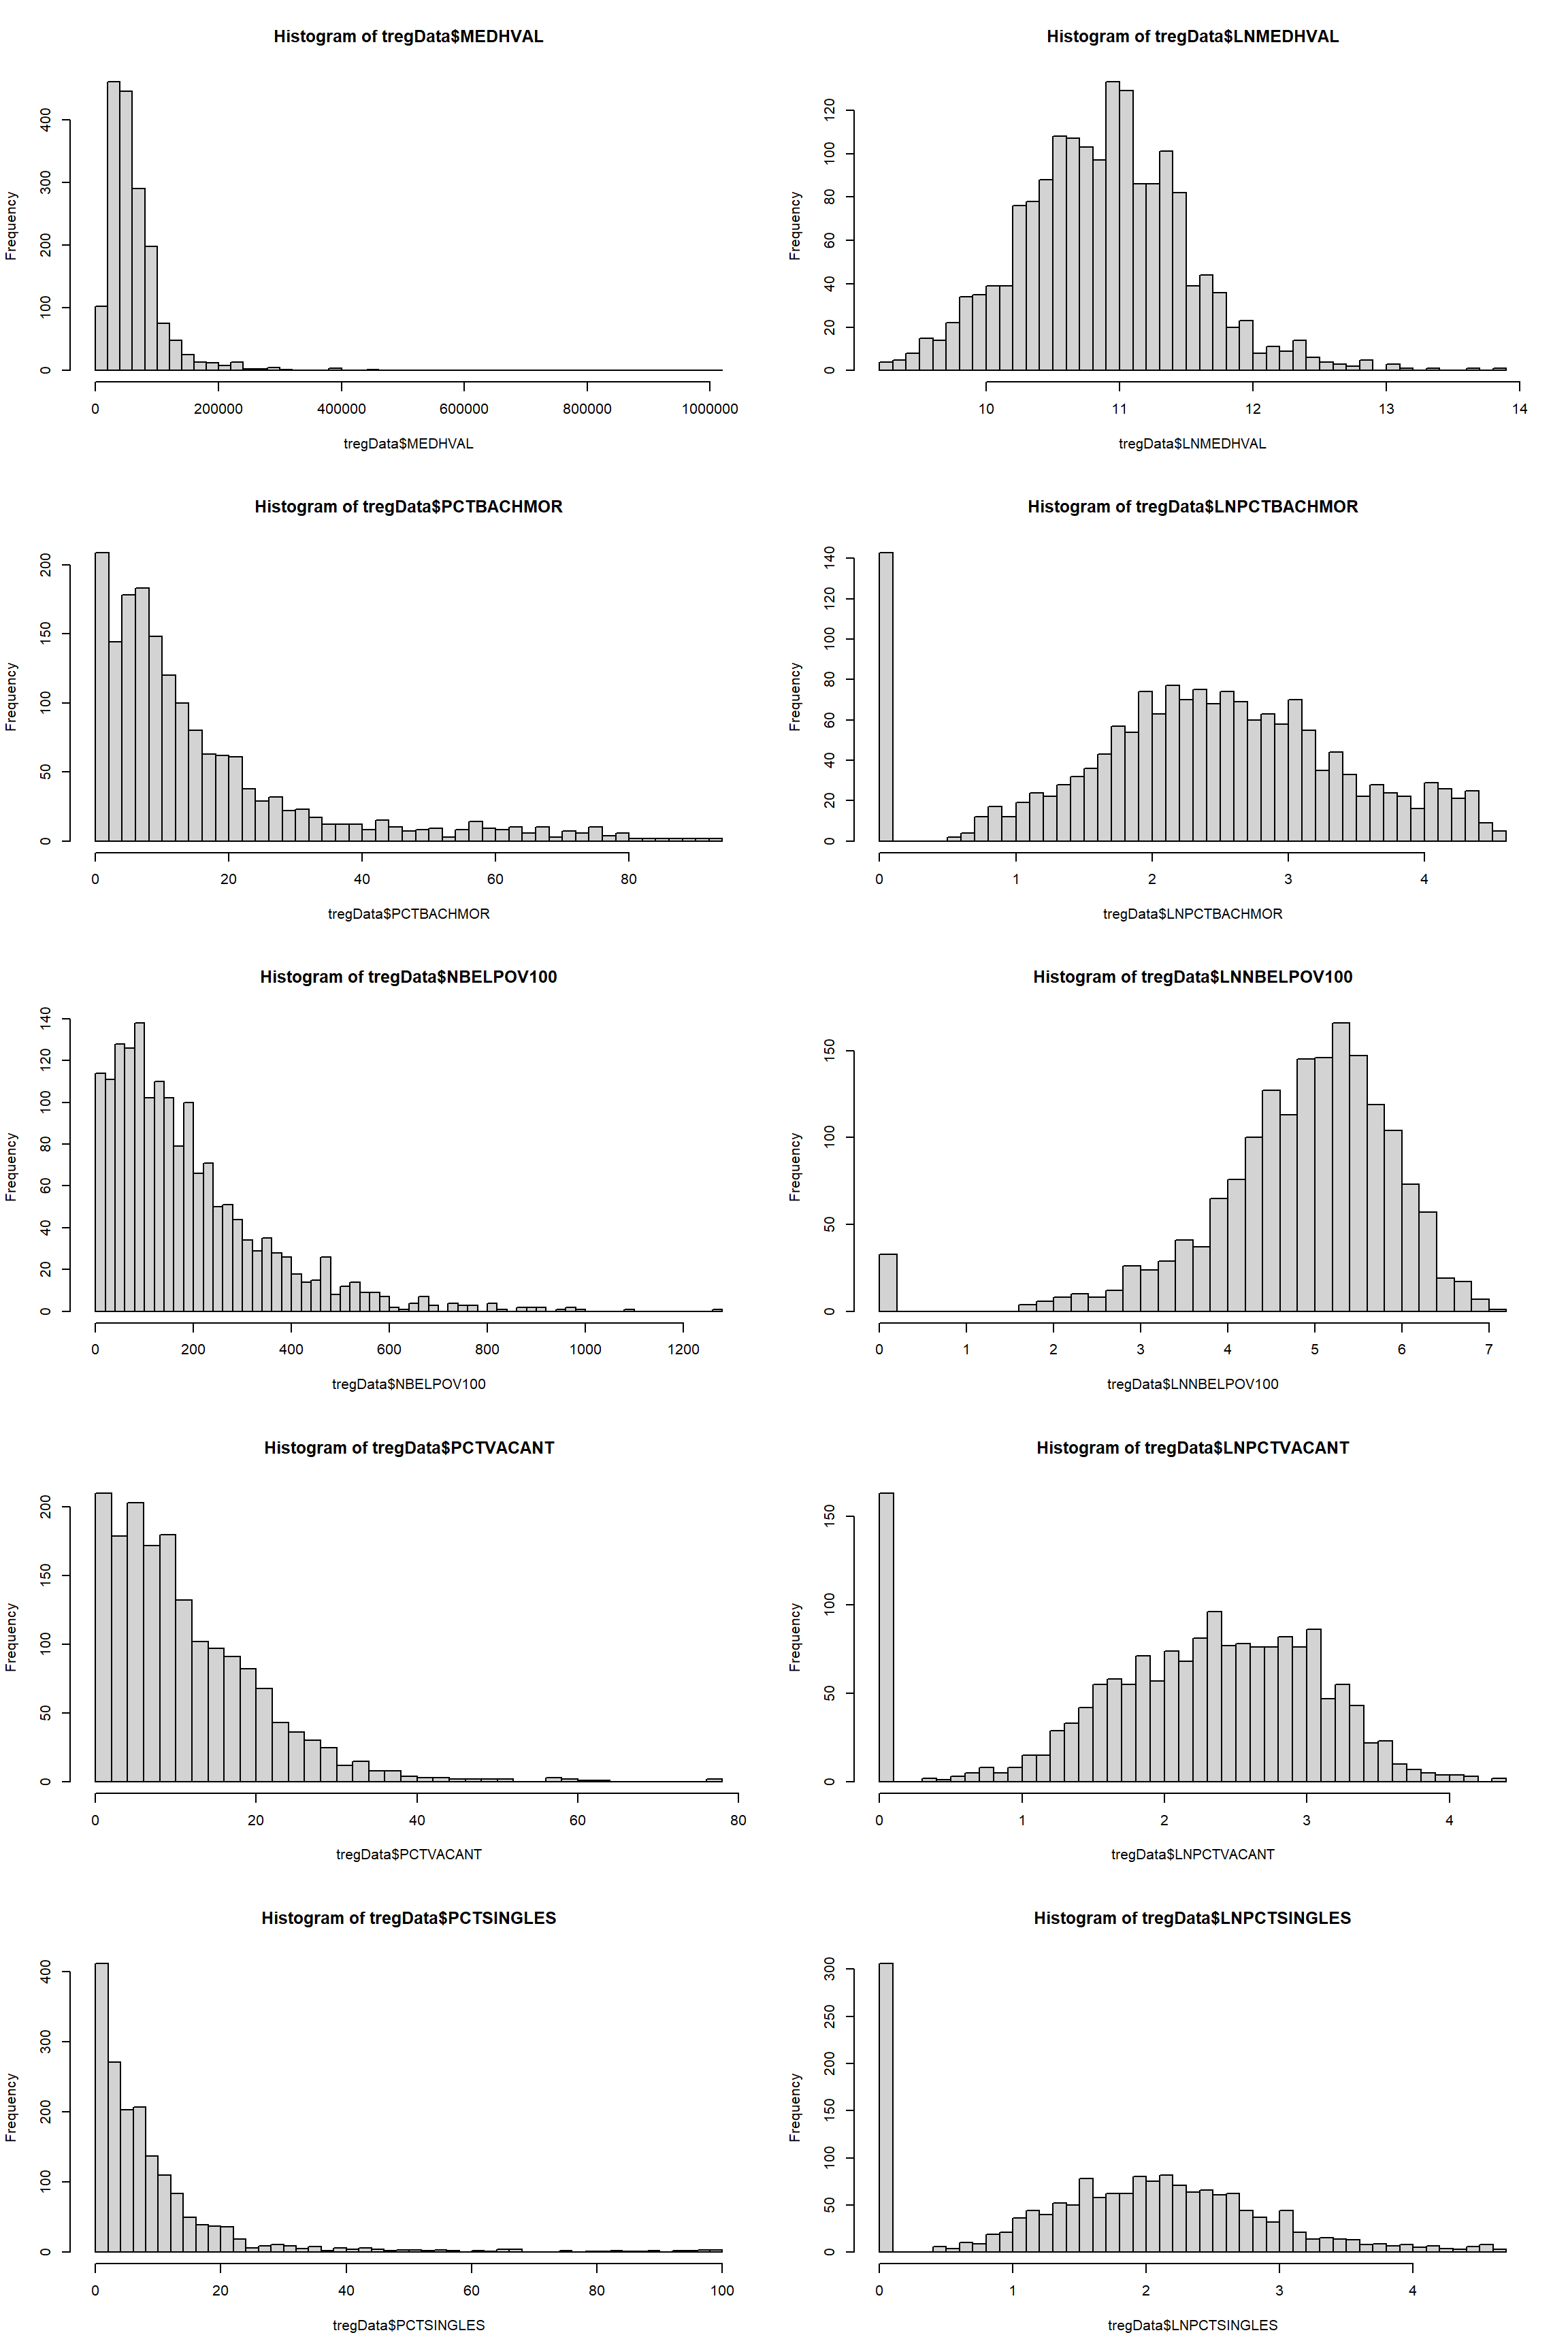 Histogram of tregData$MEDHVAL
Frequency
0 100 200 300 400
0 200000 400000 600000 800000 1000000
tregData$MEDHVAL
Histogram of tregData$LNMEDHVAL
Frequency
0 20 40 60 80 100 120
10 11 12 13 14
tregData$LNMEDHVAL
Histogram of tregData$PCTBACHMOR
Frequency
0 50 100 150 200
0 20 40 60 80
tregData$PCTBACHMOR
Histogram of tregData$LNPCTBACHMOR
Frequency
0 20 40 60 80 100 120 140
0 1 2 3 4
tregData$LNPCTBACHMOR
Histogram of tregData$NBELPOV100
Frequency
0 20 40 60 80 100 120 140
0 200 400 600 800 1000 1200
tregData$NBELPOV100
Histogram of tregData$LNNBELPOV100
Frequency
0 50 100 150
0 1 2 3 4 5 6 7
tregData$LNNBELPOV100
Histogram of tregData$PCTVACANT
Frequency
0 50 100 150 200
0 20 40 60 80
tregData$PCTVACANT
Histogram of tregData$LNPCTVACANT
Frequency
0 50 100 150
0 1 2 3 4
tregData$LNPCTVACANT
Histogram of tregData$PCTSINGLES
Frequency
0 100 200 300 400
0 20 40 60 80 100
tregData$PCTSINGLES
Histogram of tregData$LNPCTSINGLES
Frequency
0 50 100 150 200 250 300
0 1 2 3 4
tregData$LNPCTSINGLES